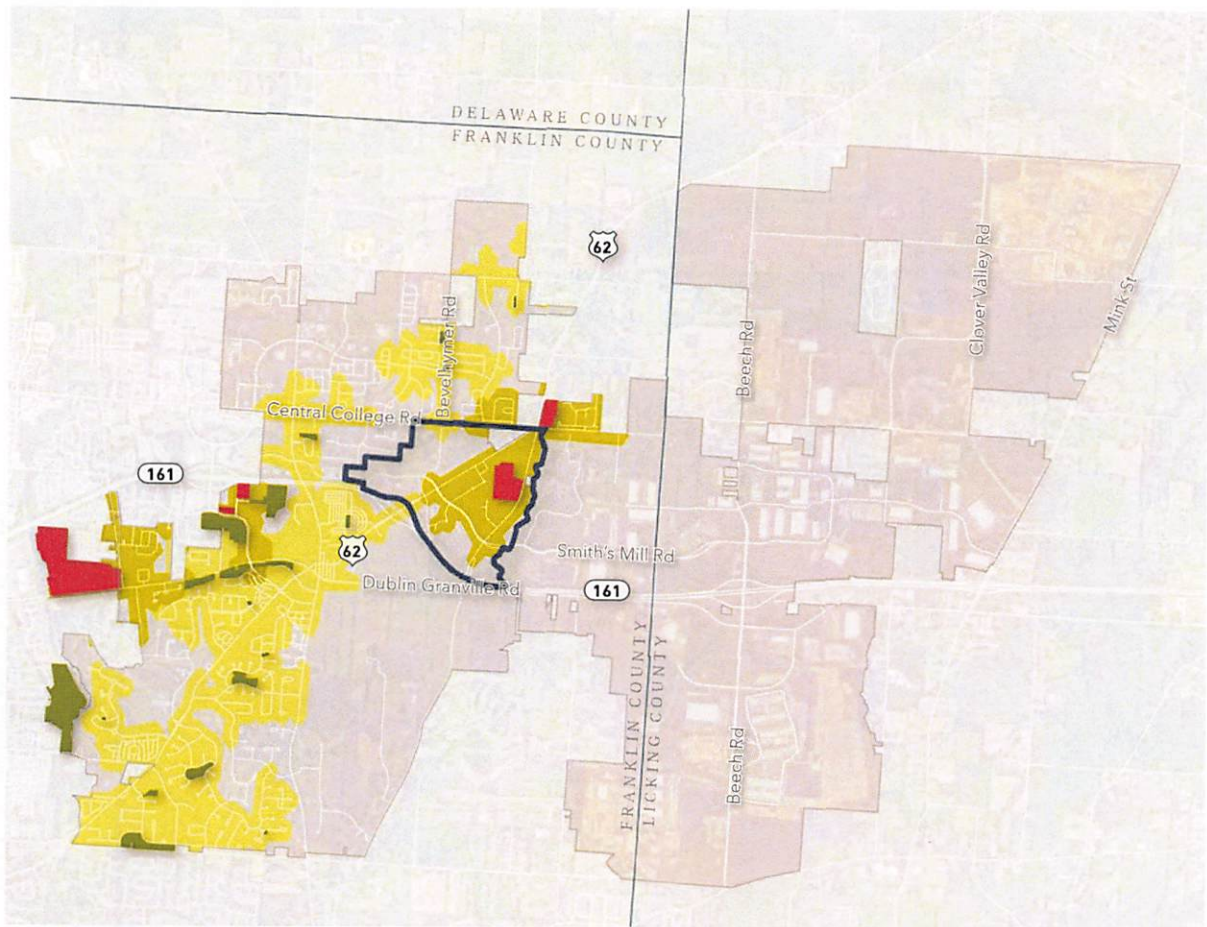 DELAWARE COUNTY
FRANKLIN COUNTY
62
Bevelhymer Rd
Beech Rd
Clover Valley Rd
Mink St
Central College Rd
161
62
Smith's Mill Rd
Dublin Granville Rd
161
FRANKLIN COUNTY
LICKING COUNTY
Beech Rd